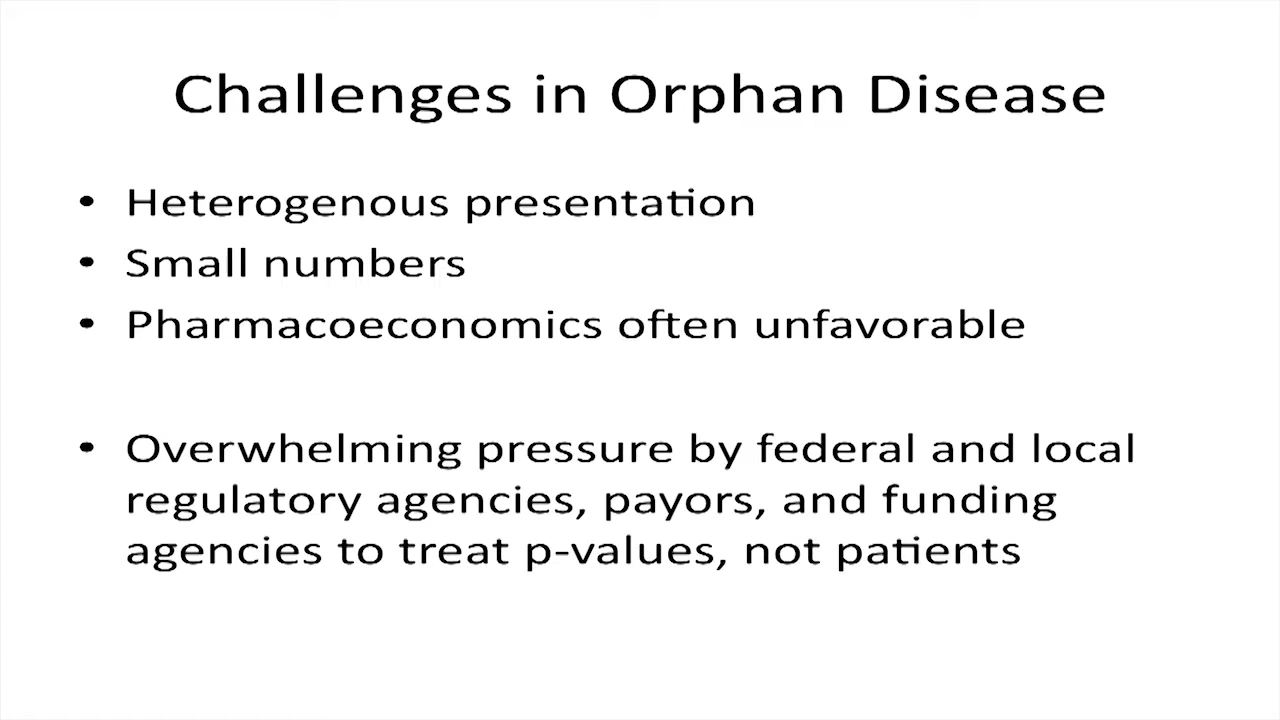 Challenges in Orphan Disease
• Heterogenous presentation
• Small numbers
• Pharmacoeconomics often unfavorable
• Overwhelming pressure by federal and local
regulatory agencies, payors, and funding
agencies to treat p-values, not patients